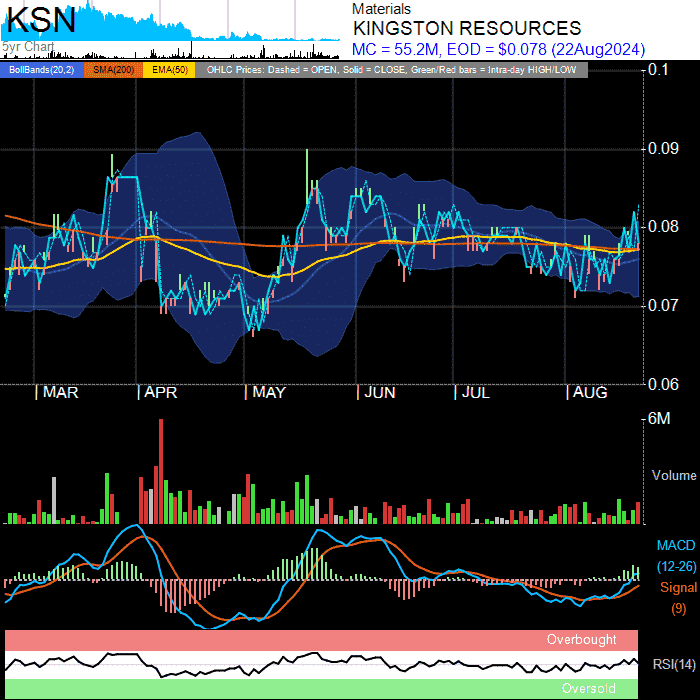 KSN
5yr Chart
Materials
KINGSTON RESOURCES
MC = 55.2M, EOD = $0.078 (22Aug2024)
BollBands(20,2) SMA(200) EMA(50) OHLC Prices: Dashed = OPEN, Solid = CLOSE, Green/Red bars = Intra-day HIGH/LOW
0.1
0.09
0.08
0.07
0.06
MAR APR MAY JUN JUL AUG
6M
Volume
MACD
(12-26)
Signal
(9)
Overbought
RSI(14)
Oversold